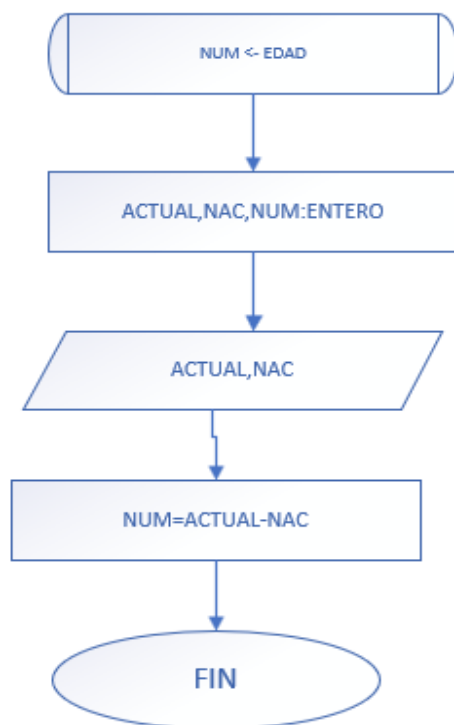 NUM <- EDAD
ACTUAL,NAC,NUM:ENTERO
ACTUAL,NAC
NUM=ACTUAL-NAC
FIN